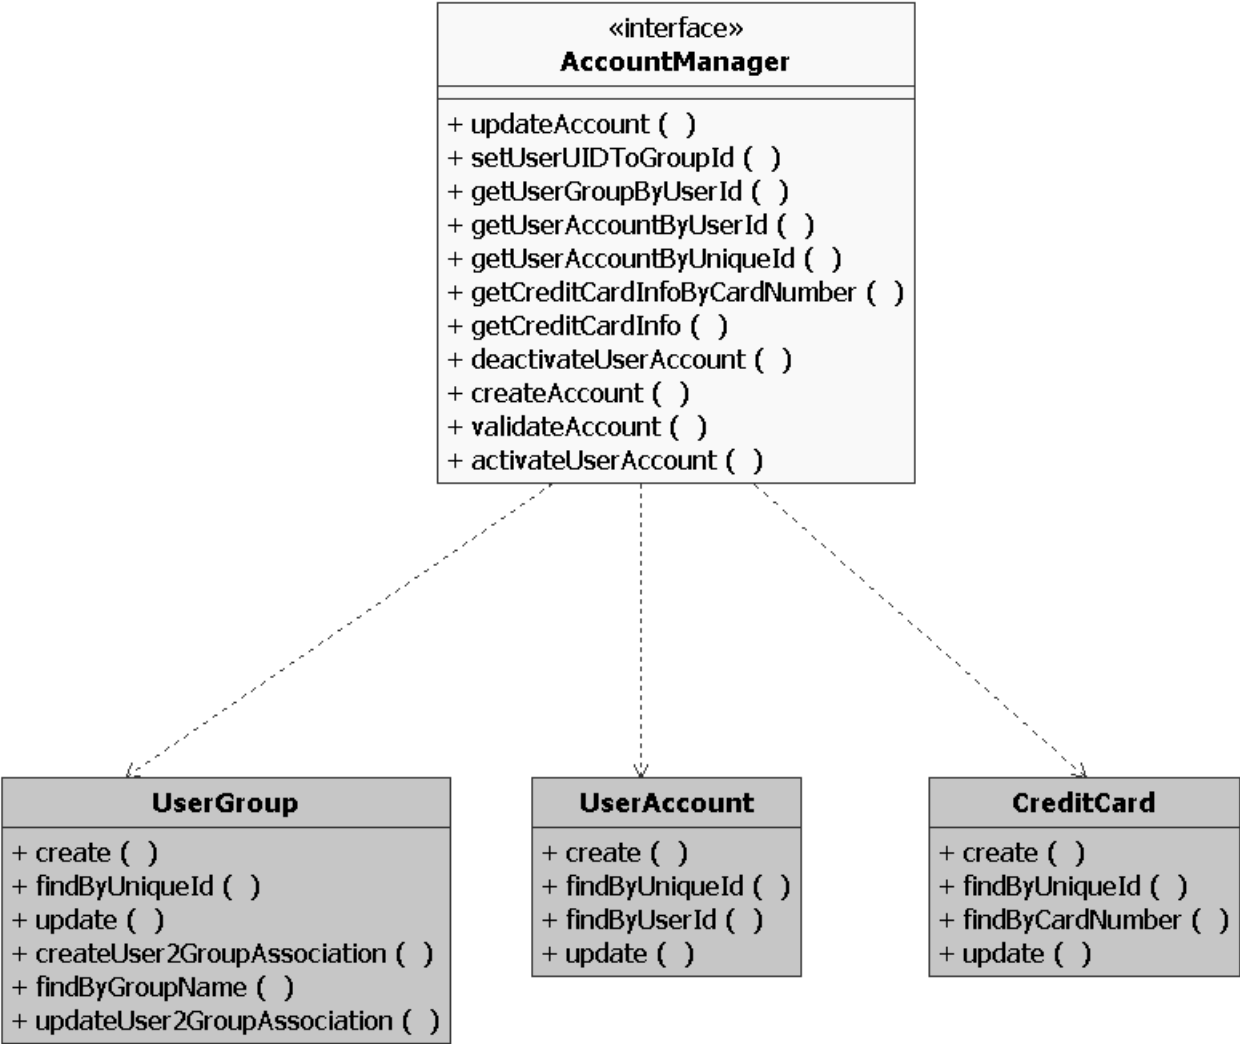 «interface»
AccountManager
+ updateAccount ( )
+ setUserUIDToGroupId ( )
+ getUserGroupByUserId ( )
+ getUserAccountByUserId ( )
+ getUserAccountByUniqueId ( )
+ getCreditCardInfoByCardNumber ( )
+ getCreditCardInfo ( )
+ deactivateUserAccount ( )
+ createAccount ( )
+ validateAccount ( )
+ activateUserAccount ( )
UserGroup
+ create ( )
+ findByUniqueId ( )
+ update ( )
+ createUser2GroupAssociation ( )
+ findByGroupName ( )
+ updateUser2GroupAssociation ( )
UserAccount
+ create ( )
+ findByUniqueId ( )
+ findByUserId ( )
+ update ( )
CreditCard
+ create ( )
+ findByUniqueId ( )
+ findByCardNumber ( )
+ update ( )